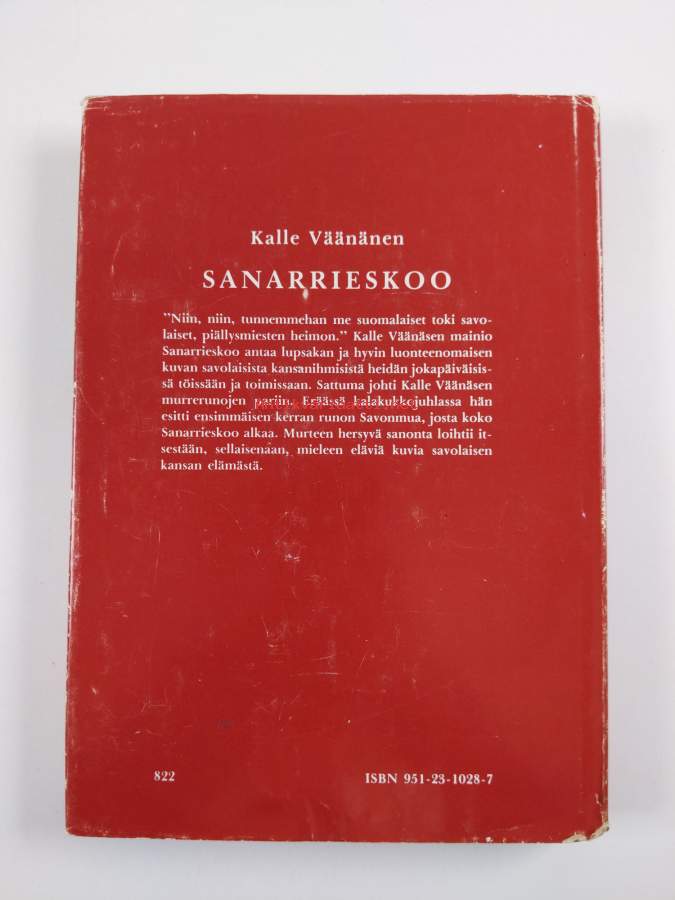 Kalle Väänänen
SANARRIESKOO
"Niin, niin, tunnemmehan me suomalaiset toki savo-
laiset, piällysmiesten heimon." Kalle Väänäsen mainio
Sanarrieskoo antaa lupsakan ja hyvin luonteenomaisen
kuvan savolaisista kansanihmisistä heidän jokapäiväisis-
sä töissään ja toimissaan. Sattuma johti Kalle Väänäsen
murrerunojen pariin. Eräässä kalakukkojuhlassa hän
esitti ensimmäisen kerran runon Savonmua, josta koko
Sanarrieskoo alkaa. Murteen hersyvä sanonta loihtii it-
sestään, sellaisenaan, mieleen eläviä kuvia savolaisen
kansan elämästä.
822 ISBN 951-23-1028-7